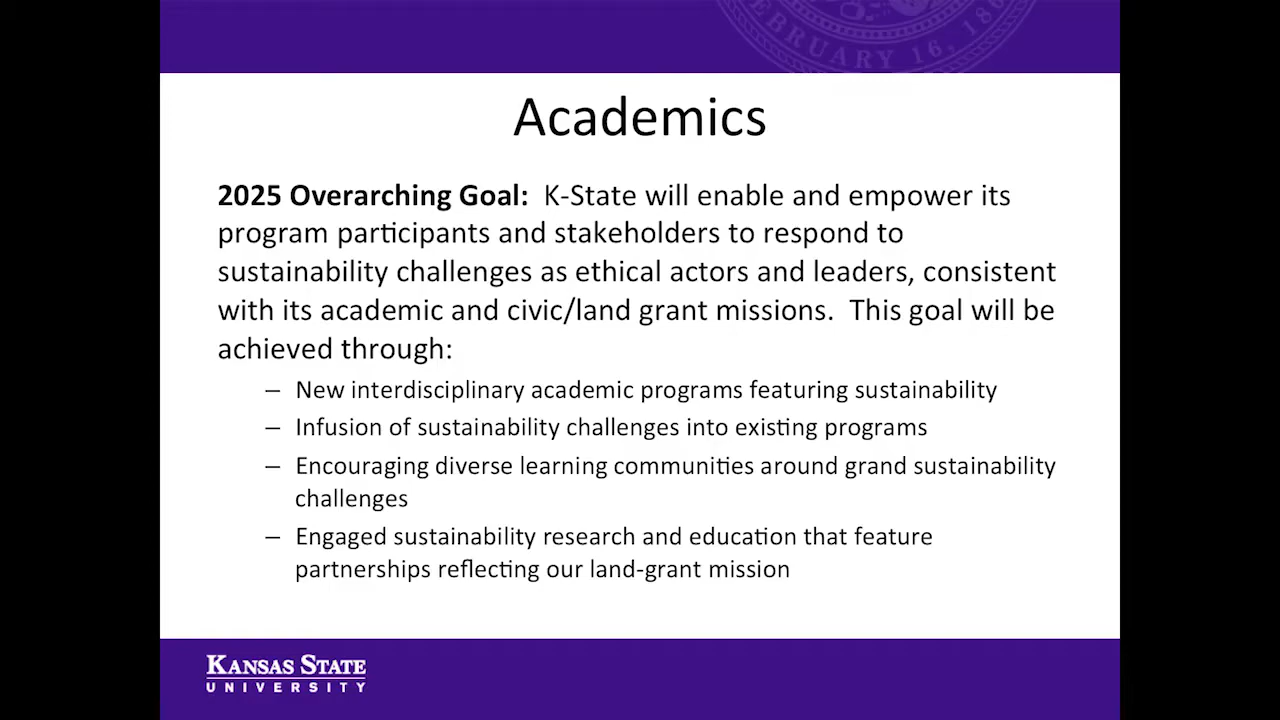 FEBRUARY 16, 186
Academics
2025 Overarching Goal: K-State will enable and empower its
program participants and stakeholders to respond to
sustainability challenges as ethical actors and leaders, consistent
with its academic and civic/land grant missions. This goal will be
achieved through:
– New interdisciplinary academic programs featuring sustainability
– Infusion of sustainability challenges into existing programs
– Encouraging diverse learning communities around grand sustainability
challenges
– Engaged sustainability research and education that feature
partnerships reflecting our land-grant mission
KANSAS STATE
UNIVERSITY